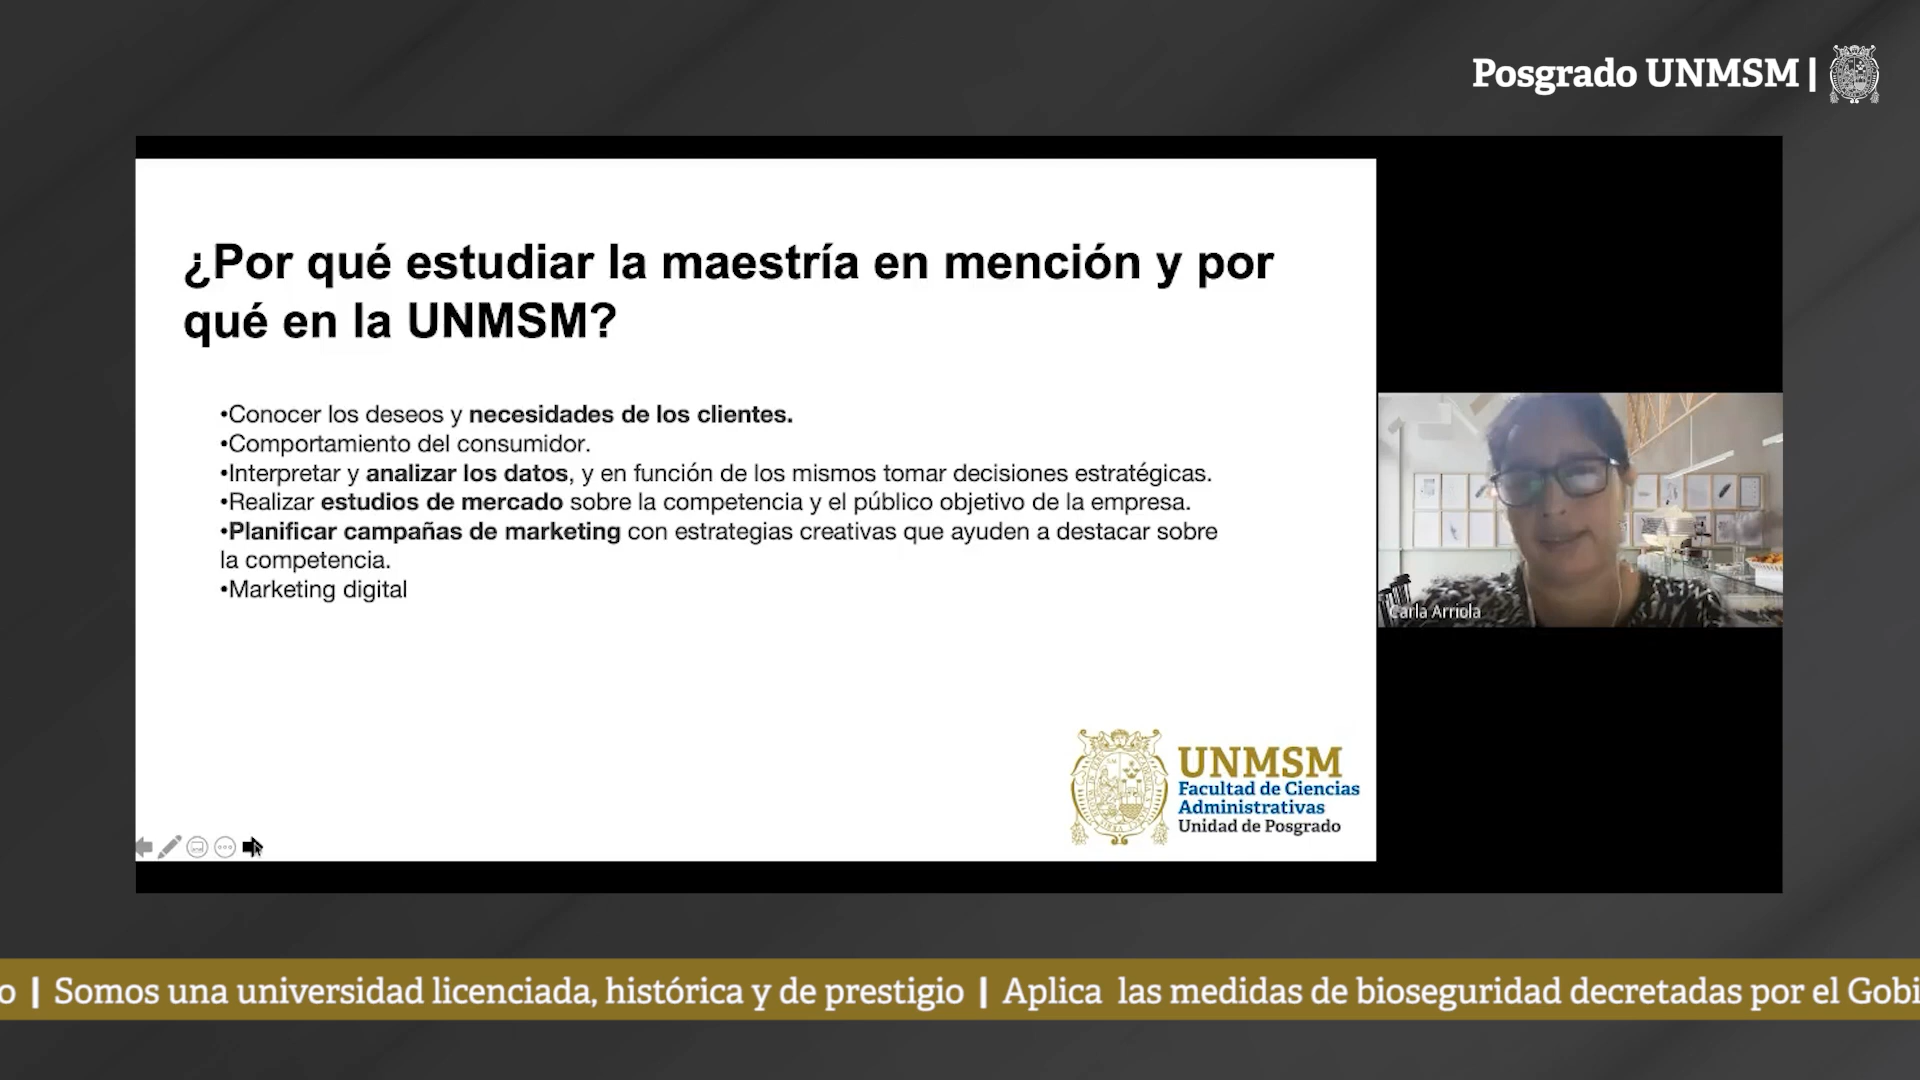 Posgrado UNMSM |
¿Por qué estudiar la maestría en mención y por
qué en la UNMSM?
•Conocer los deseos y necesidades de los clientes.
•Comportamiento del consumidor.
•Interpretar y analizar los datos, y en función de los mismos tomar decisiones estratégicas.
•Realizar estudios de mercado sobre la competencia y el público objetivo de la empresa.
•Planificar campañas de marketing con estrategias creativas que ayuden a destacar sobre
la competencia.
•Marketing digital
Carla Arriola
UNMSM
Facultad de Ciencias
Administrativas
Unidad de Posgrado
o | Somos una universidad licenciada, histórica y de prestigio | Aplica las medidas de bioseguridad decretadas por el Gobi